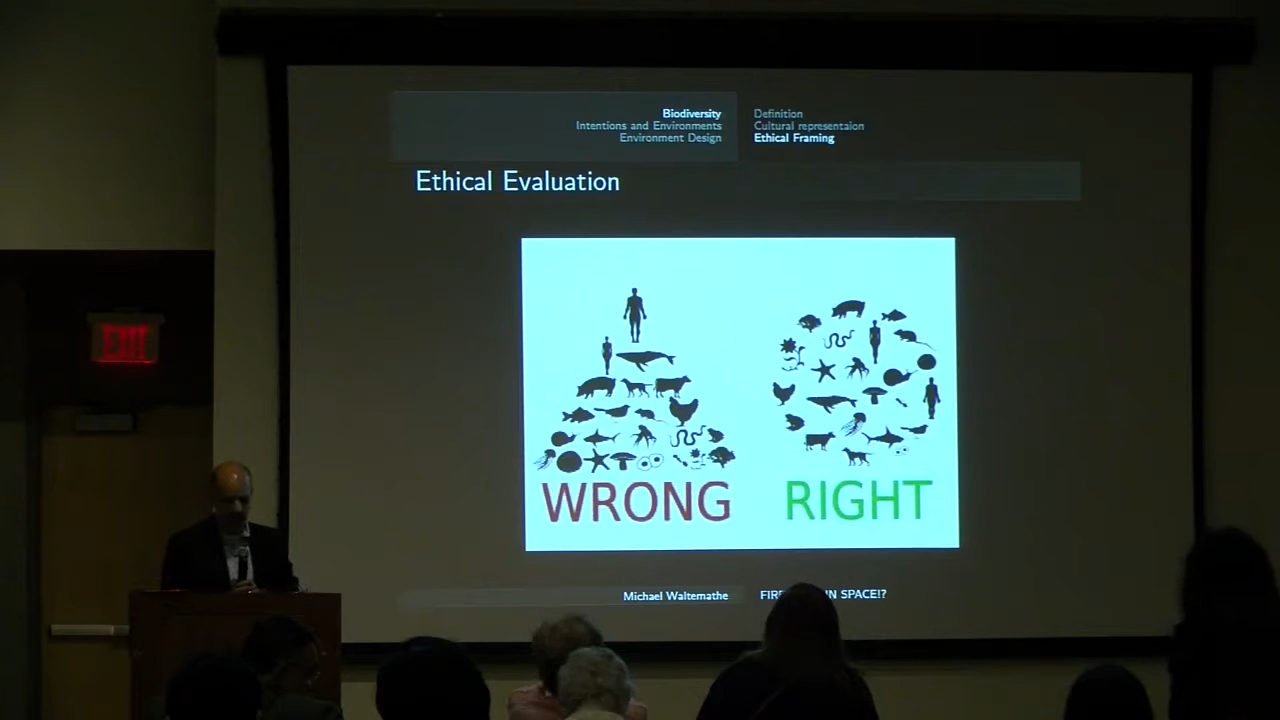 Biodiversity
Intentions and Environments
Environment Design
Definition
Cultural representaion
Ethical Framing
Ethical Evaluation
WRONG
RIGHT
Michael Waltemathe
IN SPACE!?
EXIT